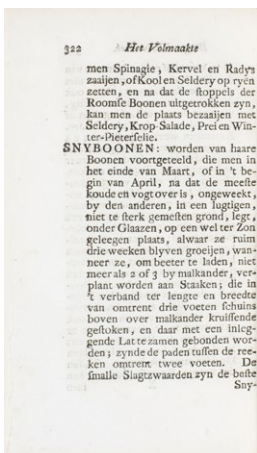 322 Het Volmaakte
men Spinagie, Kervel en Radys
zaaijen, of Kool en Seldery op ryën
zetten, en na dat de stoppels der
Roomse Boonen uitgetrokken zyn,
kan men de plaats bezaaijen met
Seldery, Krop-Salade, Prei en Win-
ter-Pieterselie.
SNYBOONEN: worden van haare
Boonen voortgeteeld, die men in
het einde van Maart, of in 't be-
gin van April, na dat de meeste
koude en vogt over is, ongeweekt,
by den anderen, in een lugtigen,
niet te sterk gemesten grond, legt,
onder Glaazen, op een wel ter Zon
geleegen plaats, alwaar ze ruim
drie weeken blyven groeijen, wan-
neer ze, om beeter te laden, niet
meer als 2 of 3 by malkander, ver-
plant worden aan Staaken; die in
't verband ter lengte en breedte
van omtrent drie voeten schuins
boven over malkander kruissende
gestoken, en daar met een inleg-
gende Lat te zamen gebonden wor-
den; zynde de paden tussen de ree-
ken omtrent twee voeten. De
smalle Slagtzwaarden zyn de beste
Sny-